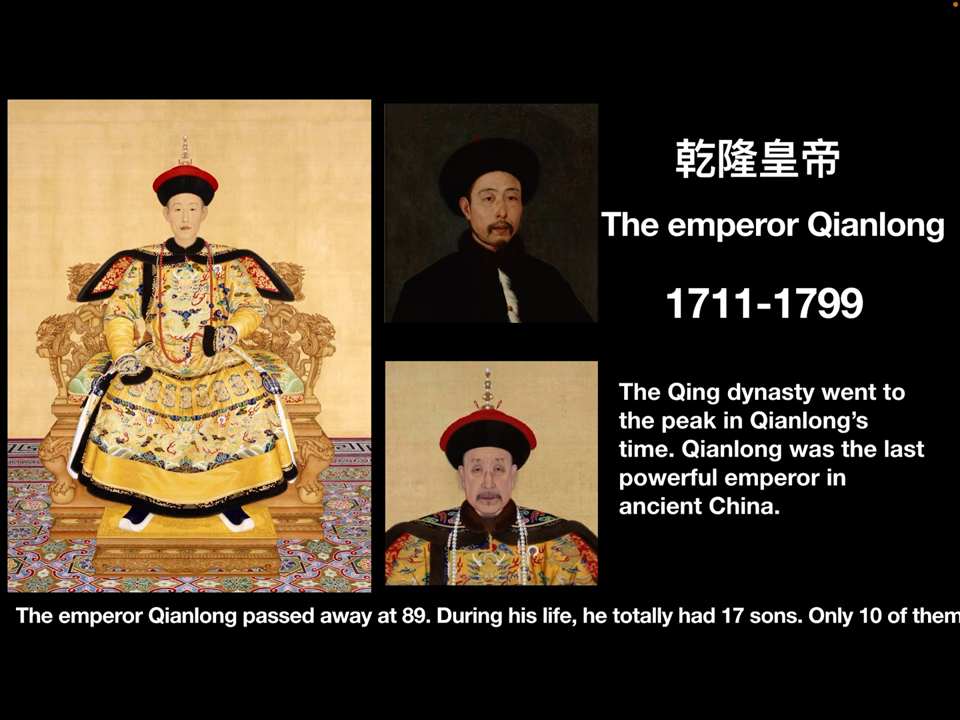 乾隆皇帝
The emperor Qianlong
1711-1799
The Qing dynasty went to
the peak in Qianlong’s
time. Qianlong was the last
powerful emperor in
ancient China.
The emperor Qianlong passed away at 89. During his life, he totally had 17 sons. Only 10 of them